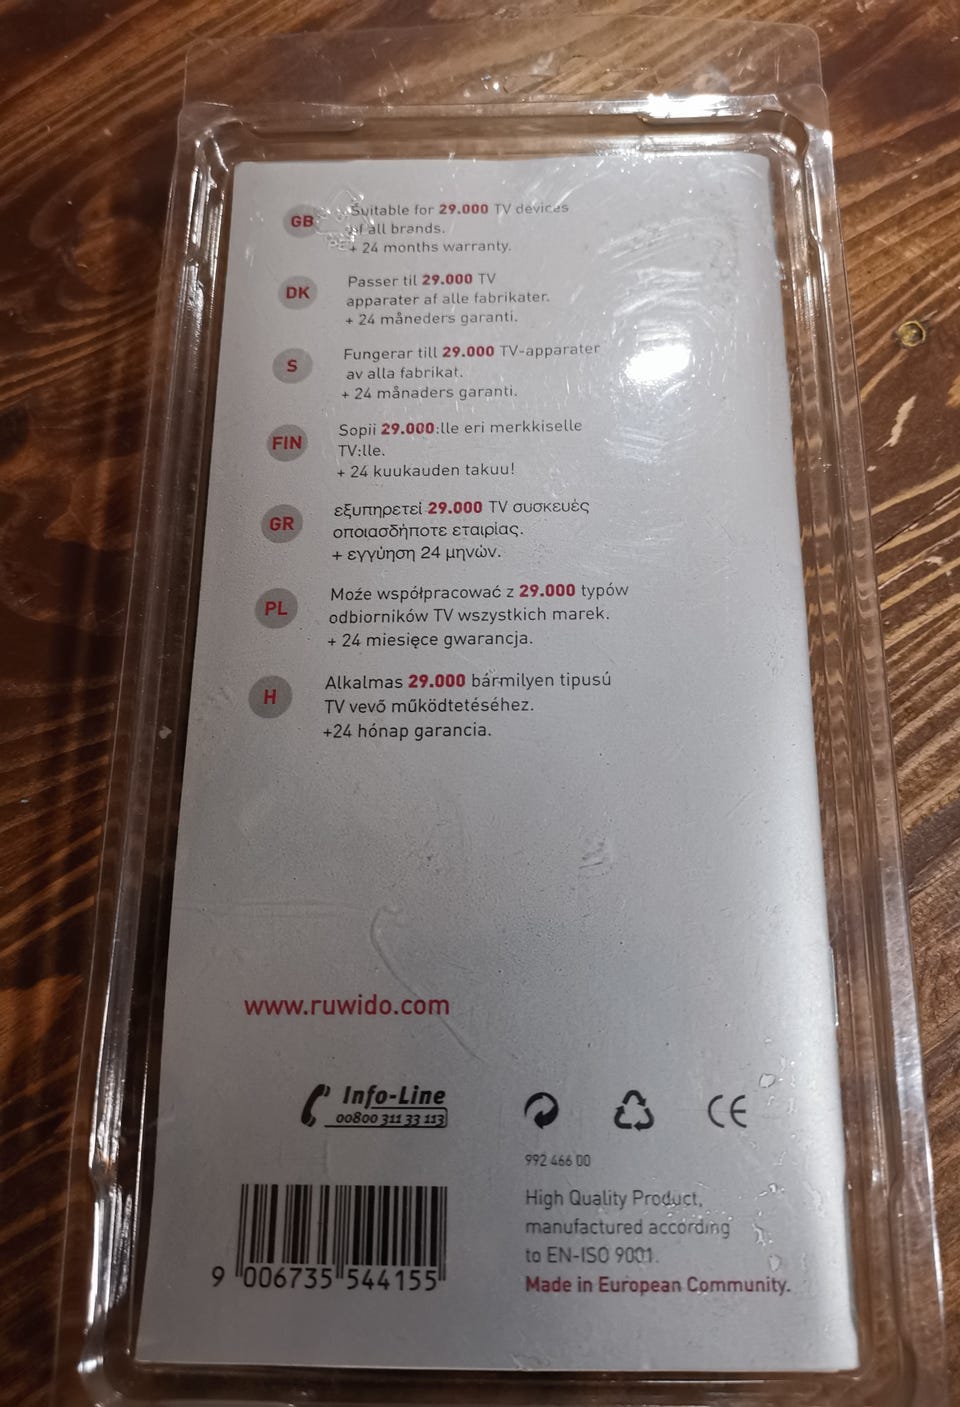 GB
Suitable for 29.000 TV devices
of all brands.
+ 24 months warranty.
DK
Passer til 29.000 TV
apparater af alle fabrikater.
+ 24 måneders garanti.
S
Fungerar till 29.000 TV-apparater
av alla fabrikat.
+ 24 månaders garanti.
FIN
Sopii 29.000:lle eri merkkiselle
TV:lle.
+ 24 kuukauden takuu!
GR
εξυπηρετεί 29.000 TV συσκευές
οποιασδήποτε εταιρίας.
+ εγγύηση 24 μηνών.
PL
Może współpracować z 29.000 typów
odbiorników TV wszystkich marek.
+ 24 miesięce gwarancja.
H
Alkalmas 29.000 bármilyen tipusú
TV vevő működtetéséhez.
+24 hónap garancia.
www.ruwido.com
Info-Line
00800 311 33 113
CE
992 466 00
High Quality Product,
manufactured according
to EN-ISO 9001.
Made in European Community.
9 006735 544155